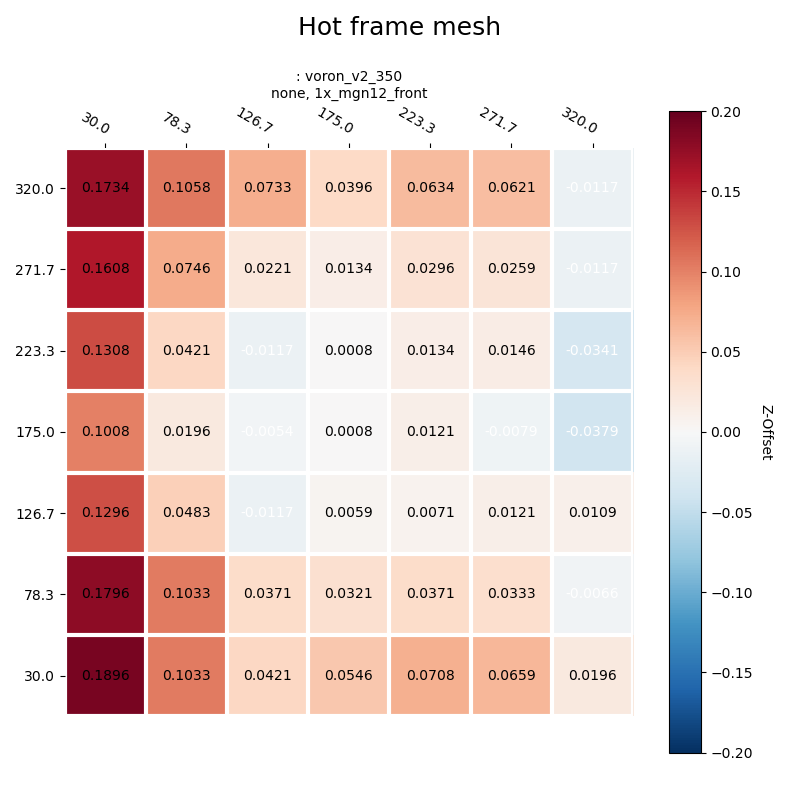 Hot frame mesh
: voron_v2_350
none, 1x_mgn12_front
30.0 78.3 126.7 175.0 223.3 271.7 320.0
320.0 0.1734 0.1058 0.0733 0.0396 0.0634 0.0621 -0.0117
271.7 0.1608 0.0746 0.0221 0.0134 0.0296 0.0259 -0.0117
223.3 0.1308 0.0421 -0.0117 0.0008 0.0134 0.0146 -0.0341
175.0 0.1008 0.0196 -0.0054 0.0008 0.0121 -0.0079 -0.0379
126.7 0.1296 0.0483 -0.0117 0.0059 0.0071 0.0121 0.0109
78.3 0.1796 0.1033 0.0371 0.0321 0.0371 0.0333 -0.0066
30.0 0.1896 0.1033 0.0421 0.0546 0.0708 0.0659 0.0196
0.20
0.15
0.10
0.05
0.00
−0.05
−0.10
−0.15
−0.20
Z-Offset